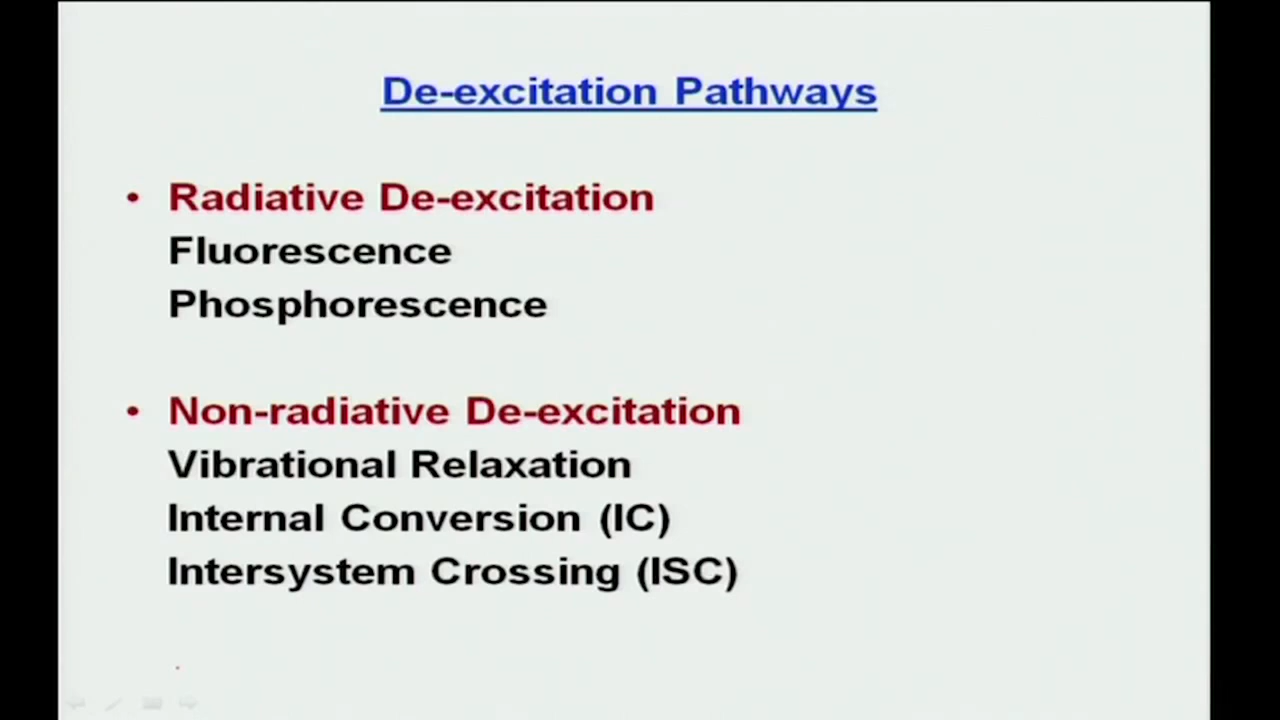 De-excitation Pathways
• Radiative De-excitation
Fluorescence
Phosphorescence
• Non-radiative De-excitation
Vibrational Relaxation
Internal Conversion (IC)
Intersystem Crossing (ISC)